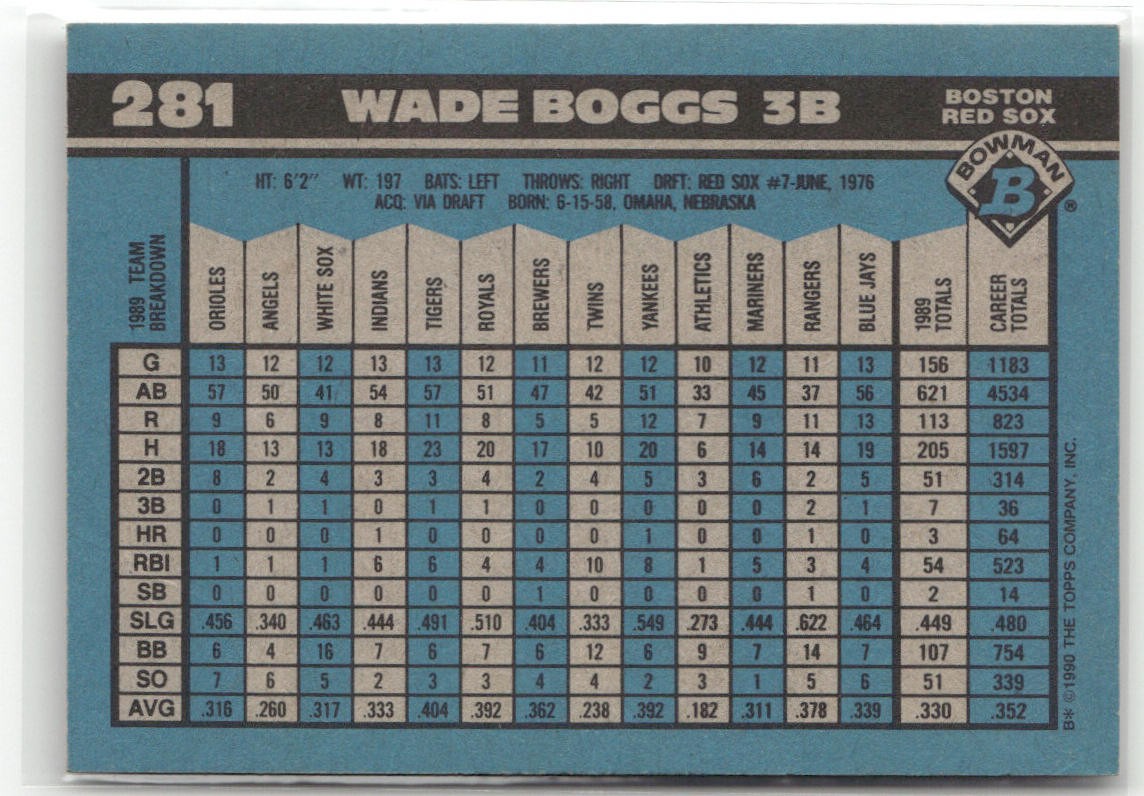 281 WADE BOGGS 3B BOSTON RED SOX
BOWMAN B ®
HT: 6'2" WT: 197 BATS: LEFT THROWS: RIGHT DRFT: RED SOX #7-JUNE, 1976
ACQ: VIA DRAFT BORN: 6-15-58, OMAHA, NEBRASKA
1989 TEAM BREAKDOWN ORIOLES ANGELS WHITE SOX INDIANS TIGERS ROYALS BREWERS TWINS YANKEES ATHLETICS MARINERS RANGERS BLUE JAYS 1989 TOTALS CAREER TOTALS
G 13 12 12 13 13 12 11 12 12 10 12 11 13 156 1183
AB 57 50 41 54 57 51 47 42 51 33 45 37 56 621 4534
R 9 6 9 8 11 8 5 5 12 7 9 11 13 113 823
H 18 13 13 18 23 20 17 10 20 6 14 14 19 205 1597
2B 8 2 4 3 3 4 2 4 5 3 6 2 5 51 314
3B 0 1 1 0 1 1 0 0 0 0 0 2 1 7 36
HR 0 0 0 1 0 0 0 0 1 0 0 1 0 3 64
RBI 1 1 1 6 6 4 4 10 8 1 5 3 4 54 523
SB 0 0 0 0 0 0 1 0 0 0 0 1 0 2 14
SLG .456 .340 .463 .444 .491 .510 .404 .333 .549 .273 .444 .622 .464 .449 .480
BB 6 4 16 7 6 7 6 12 6 9 7 14 7 107 754
SO 7 6 5 2 3 3 4 4 2 3 1 5 6 51 339
AVG .316 .260 .317 .333 .404 .392 .362 .238 .392 .182 .311 .378 .339 .330 .352
B* ©1990 THE TOPPS COMPANY, INC.